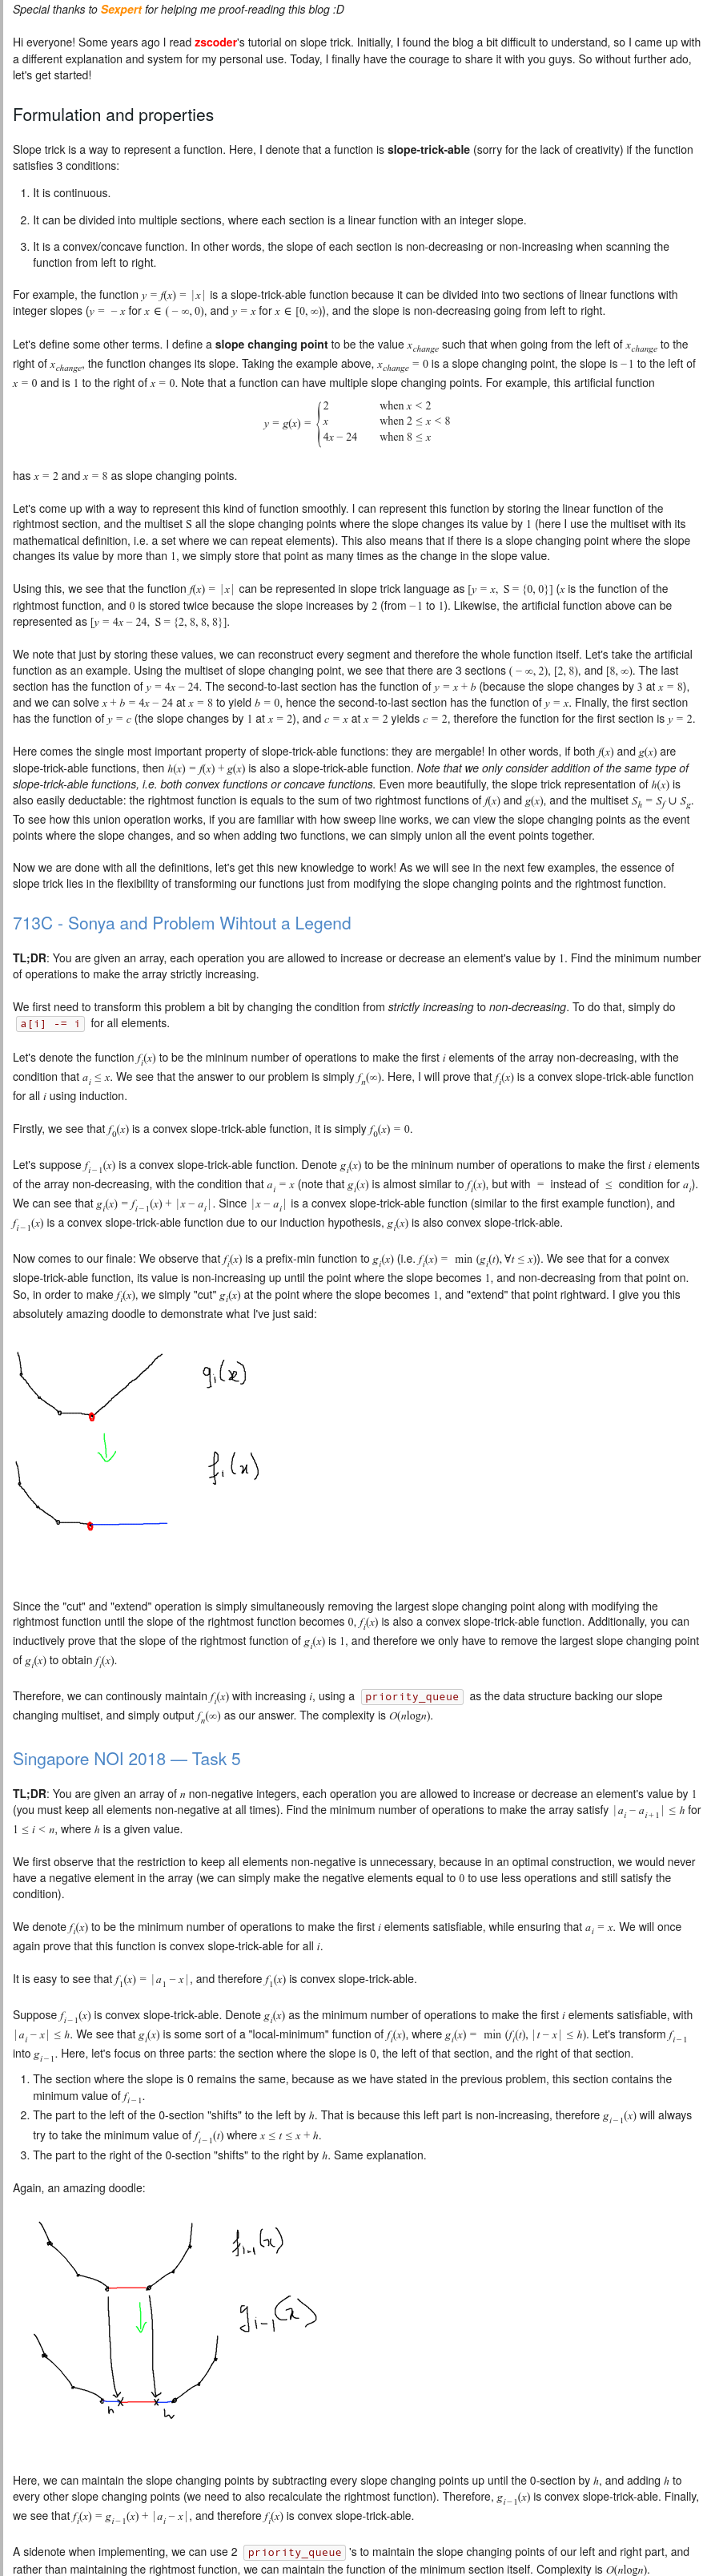 Special thanks to Sexpert for helping me proof-reading this blog :D
Hi everyone! Some years ago I read zscoder's tutorial on slope trick. Initially, I found the blog a bit difficult to understand, so I came up with
a different explanation and system for my personal use. Today, I finally have the courage to share it with you guys. So without further ado,
let's get started!
Formulation and properties
Slope trick is a way to represent a function. Here, I denote that a function is slope-trick-able (sorry for the lack of creativity) if the function
satisfies 3 conditions:
1. It is continuous.
2. It can be divided into multiple sections, where each section is a linear function with an integer slope.
3. It is a convex/concave function. In other words, the slope of each section is non-decreasing or non-increasing when scanning the
function from left to right.
For example, the function y = f(x) = |x| is a slope-trick-able function because it can be divided into two sections of linear functions with
integer slopes (y = − x for x ∈ ( − ∞, 0), and y = x for x ∈ [0, ∞)), and the slope is non-decreasing going from left to right.
Let's define some other terms. I define a slope changing point to be the value x_change such that when going from the left of x_change to the
right of x_change, the function changes its slope. Taking the example above, x_change = 0 is a slope changing point, the slope is −1 to the left of
x = 0 and is 1 to the right of x = 0. Note that a function can have multiple slope changing points. For example, this artificial function
2 when x < 2
y = g(x) = { x when 2 ≤ x < 8
4x − 24 when 8 ≤ x
has x = 2 and x = 8 as slope changing points.
Let's come up with a way to represent this kind of function smoothly. I can represent this function by storing the linear function of the
rightmost section, and the multiset S all the slope changing points where the slope changes its value by 1 (here I use the multiset with its
mathematical definition, i.e. a set where we can repeat elements). This also means that if there is a slope changing point where the slope
changes its value by more than 1, we simply store that point as many times as the change in the slope value.
Using this, we see that the function f(x) = |x| can be represented in slope trick language as [y = x, S = {0, 0}] (x is the function of the
rightmost function, and 0 is stored twice because the slope increases by 2 (from −1 to 1). Likewise, the artificial function above can be
represented as [y = 4x − 24, S = {2, 8, 8, 8}].
We note that just by storing these values, we can reconstruct every segment and therefore the whole function itself. Let's take the artificial
function as an example. Using the multiset of slope changing point, we see that there are 3 sections ( − ∞, 2), [2, 8), and [8, ∞). The last
section has the function of y = 4x − 24. The second-to-last section has the function of y = x + b (because the slope changes by 3 at x = 8),
and we can solve x + b = 4x − 24 at x = 8 to yield b = 0, hence the second-to-last section has the function of y = x. Finally, the first section
has the function of y = c (the slope changes by 1 at x = 2), and c = x at x = 2 yields c = 2, therefore the function for the first section is y = 2.
Here comes the single most important property of slope-trick-able functions: they are mergable! In other words, if both f(x) and g(x) are
slope-trick-able functions, then h(x) = f(x) + g(x) is also a slope-trick-able function. Note that we only consider addition of the same type of
slope-trick-able functions, i.e. both convex functions or concave functions. Even more beautifully, the slope trick representation of h(x) is
also easily deductable: the rightmost function is equals to the sum of two rightmost functions of f(x) and g(x), and the multiset S_h = S_f ∪ S_g.
To see how this union operation works, if you are familiar with how sweep line works, we can view the slope changing points as the event
points where the slope changes, and so when adding two functions, we can simply union all the event points together.
Now we are done with all the definitions, let's get this new knowledge to work! As we will see in the next few examples, the essence of
slope trick lies in the flexibility of transforming our functions just from modifying the slope changing points and the rightmost function.
713C - Sonya and Problem Wihtout a Legend
TL;DR: You are given an array, each operation you are allowed to increase or decrease an element's value by 1. Find the minimum number
of operations to make the array strictly increasing.
We first need to transform this problem a bit by changing the condition from strictly increasing to non-decreasing. To do that, simply do
a[i] -= i for all elements.
Let's denote the function f_i(x) to be the mininum number of operations to make the first i elements of the array non-decreasing, with the
condition that a_i ≤ x. We see that the answer to our problem is simply f_n(∞). Here, I will prove that f_i(x) is a convex slope-trick-able function
for all i using induction.
Firstly, we see that f_0(x) is a convex slope-trick-able function, it is simply f_0(x) = 0.
Let's suppose f_{i−1}(x) is a convex slope-trick-able function. Denote g_i(x) to be the mininum number of operations to make the first i elements
of the array non-decreasing, with the condition that a_i = x (note that g_i(x) is almost similar to f_i(x), but with = instead of ≤ condition for a_i).
We can see that g_i(x) = f_{i−1}(x) + |x − a_i|. Since |x − a_i| is a convex slope-trick-able function (similar to the first example function), and
f_{i−1}(x) is a convex slope-trick-able function due to our induction hypothesis, g_i(x) is also convex slope-trick-able.
Now comes to our finale: We observe that f_i(x) is a prefix-min function to g_i(x) (i.e. f_i(x) = min (g_i(t), ∀t ≤ x)). We see that for a convex
slope-trick-able function, its value is non-increasing up until the point where the slope becomes 1, and non-decreasing from that point on.
So, in order to make f_i(x), we simply "cut" g_i(x) at the point where the slope becomes 1, and "extend" that point rightward. I give you this
absolutely amazing doodle to demonstrate what I've just said:
g_i(x)
f_i(x)
Since the "cut" and "extend" operation is simply simultaneously removing the largest slope changing point along with modifying the
rightmost function until the slope of the rightmost function becomes 0, f_i(x) is also a convex slope-trick-able function. Additionally, you can
inductively prove that the slope of the rightmost function of g_i(x) is 1, and therefore we only have to remove the largest slope changing point
of g_i(x) to obtain f_i(x).
Therefore, we can continously maintain f_i(x) with increasing i, using a priority_queue as the data structure backing our slope
changing multiset, and simply output f_n(∞) as our answer. The complexity is O(nlogn).
Singapore NOI 2018 — Task 5
TL;DR: You are given an array of n non-negative integers, each operation you are allowed to increase or decrease an element's value by 1
(you must keep all elements non-negative at all times). Find the minimum number of operations to make the array satisfy |a_i − a_{i+1}| ≤ h for
1 ≤ i < n, where h is a given value.
We first observe that the restriction to keep all elements non-negative is unnecessary, because in an optimal construction, we would never
have a negative element in the array (we can simply make the negative elements equal to 0 to use less operations and still satisfy the
condition).
We denote f_i(x) to be the minimum number of operations to make the first i elements satisfiable, while ensuring that a_i = x. We will once
again prove that this function is convex slope-trick-able for all i.
It is easy to see that f_1(x) = |a_1 − x|, and therefore f_1(x) is convex slope-trick-able.
Suppose f_{i−1}(x) is convex slope-trick-able. Denote g_i(x) as the minimum number of operations to make the first i elements satisfiable, with
|a_i − x| ≤ h. We see that g_i(x) is some sort of a "local-minimum" function of f_i(x), where g_i(x) = min (f_i(t), |t − x| ≤ h). Let's transform f_{i−1}
into g_{i−1}. Here, let's focus on three parts: the section where the slope is 0, the left of that section, and the right of that section.
1. The section where the slope is 0 remains the same, because as we have stated in the previous problem, this section contains the
minimum value of f_{i−1}.
2. The part to the left of the 0-section "shifts" to the left by h. That is because this left part is non-increasing, therefore g_{i−1}(x) will always
try to take the minimum value of f_{i−1}(t) where x ≤ t ≤ x + h.
3. The part to the right of the 0-section "shifts" to the right by h. Same explanation.
Again, an amazing doodle:
f_{i-1}(x)
g_{i-1}(x)
h h
Here, we can maintain the slope changing points by subtracting every slope changing points up until the 0-section by h, and adding h to
every other slope changing points (we need to also recalculate the rightmost function). Therefore, g_{i−1}(x) is convex slope-trick-able. Finally,
we see that f_i(x) = g_{i−1}(x) + |a_i − x|, and therefore f_i(x) is convex slope-trick-able.
A sidenote when implementing, we can use 2 priority_queue 's to maintain the slope changing points of our left and right part, and
rather than maintaining the rightmost function, we can maintain the function of the minimum section itself. Complexity is O(nlogn).